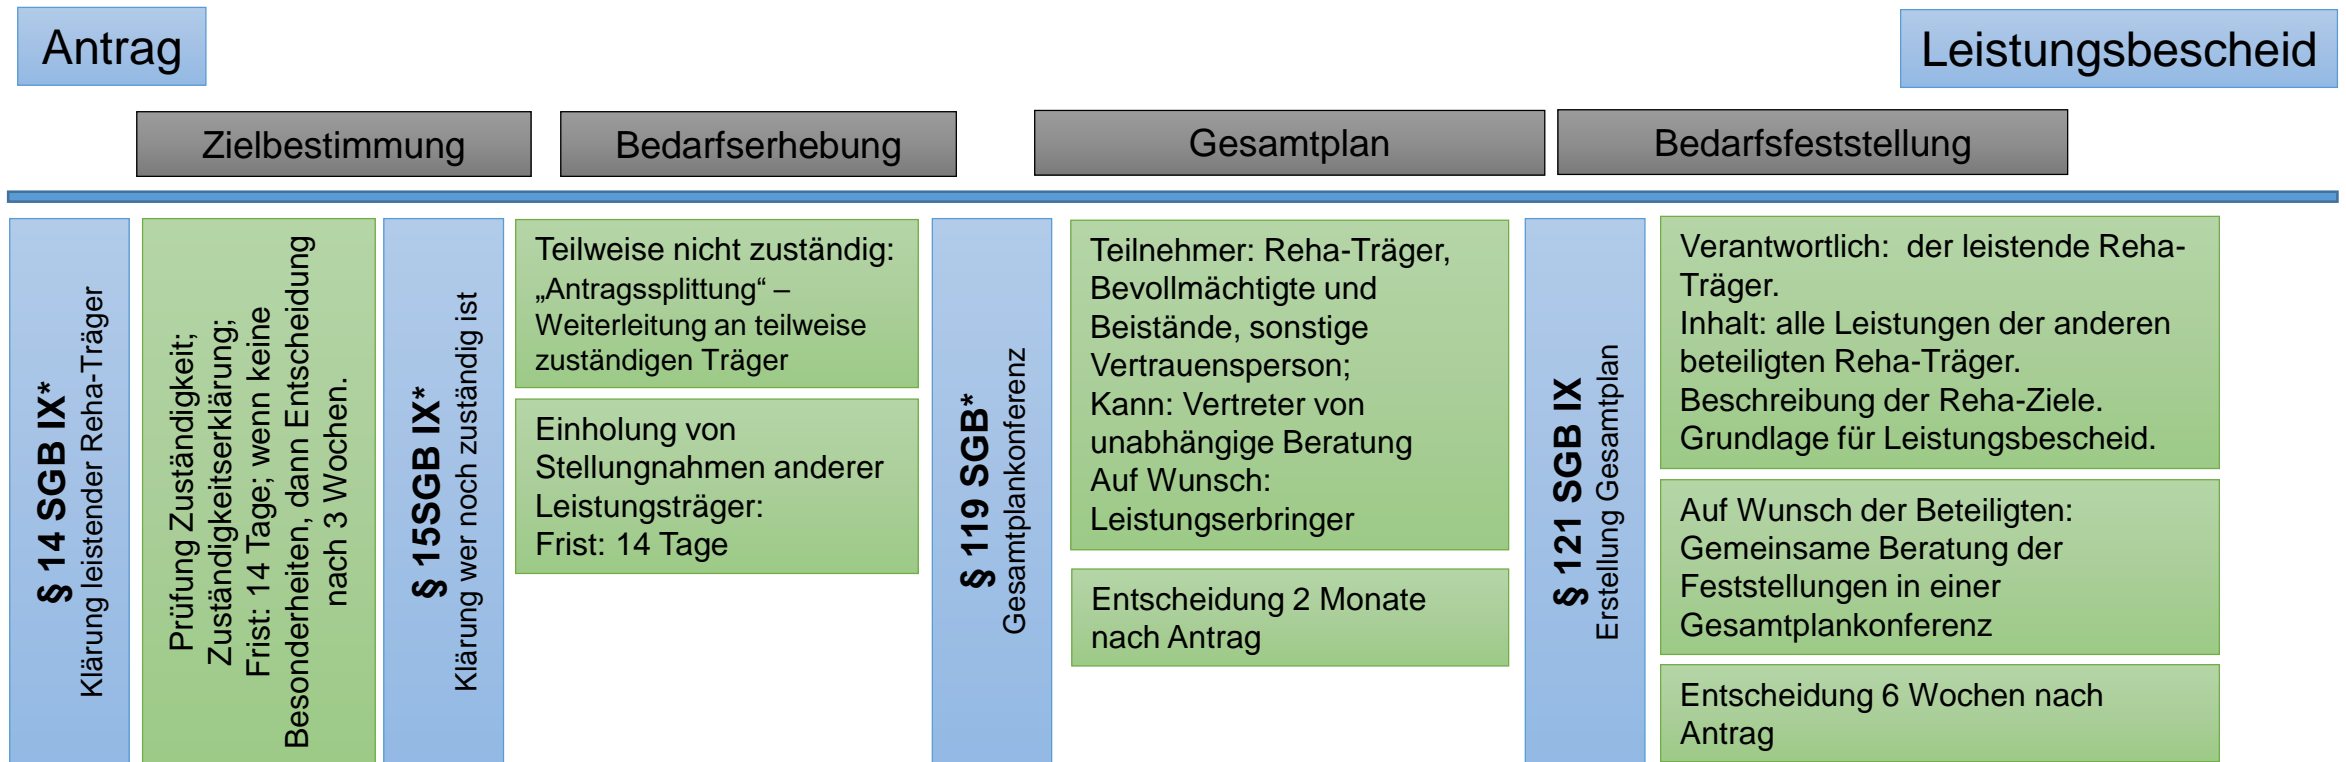 Antrag
Leistungsbescheid
Zielbestimmung
Bedarfserhebung
Gesamtplan
Bedarfsfeststellung
§ 14 SGB IX*
Klärung leistender Reha-Träger
Prüfung Zuständigkeit;
Zuständigkeitserklärung;
Frist: 14 Tage; wenn keine
Besonderheiten, dann Entscheidung
nach 3 Wochen.
§ 15SGB IX*
Klärung wer noch zuständig ist
Teilweise nicht zuständig:
„Antragssplittung“ –
Weiterleitung an teilweise
zuständigen Träger
Einholung von
Stellungnahmen anderer
Leistungsträger:
Frist: 14 Tage
§ 119 SGB*
Gesamtplankonferenz
Teilnehmer: Reha-Träger,
Bevollmächtigte und
Beistände, sonstige
Vertrauensperson;
Kann: Vertreter von
unabhängige Beratung
Auf Wunsch:
Leistungserbringer
Entscheidung 2 Monate
nach Antrag
§ 121 SGB IX
Erstellung Gesamtplan
Verantwortlich: der leistende Reha-
Träger.
Inhalt: alle Leistungen der anderen
beteiligten Reha-Träger.
Beschreibung der Reha-Ziele.
Grundlage für Leistungsbescheid.
Auf Wunsch der Beteiligten:
Gemeinsame Beratung der
Feststellungen in einer
Gesamtplankonferenz
Entscheidung 6 Wochen nach
Antrag